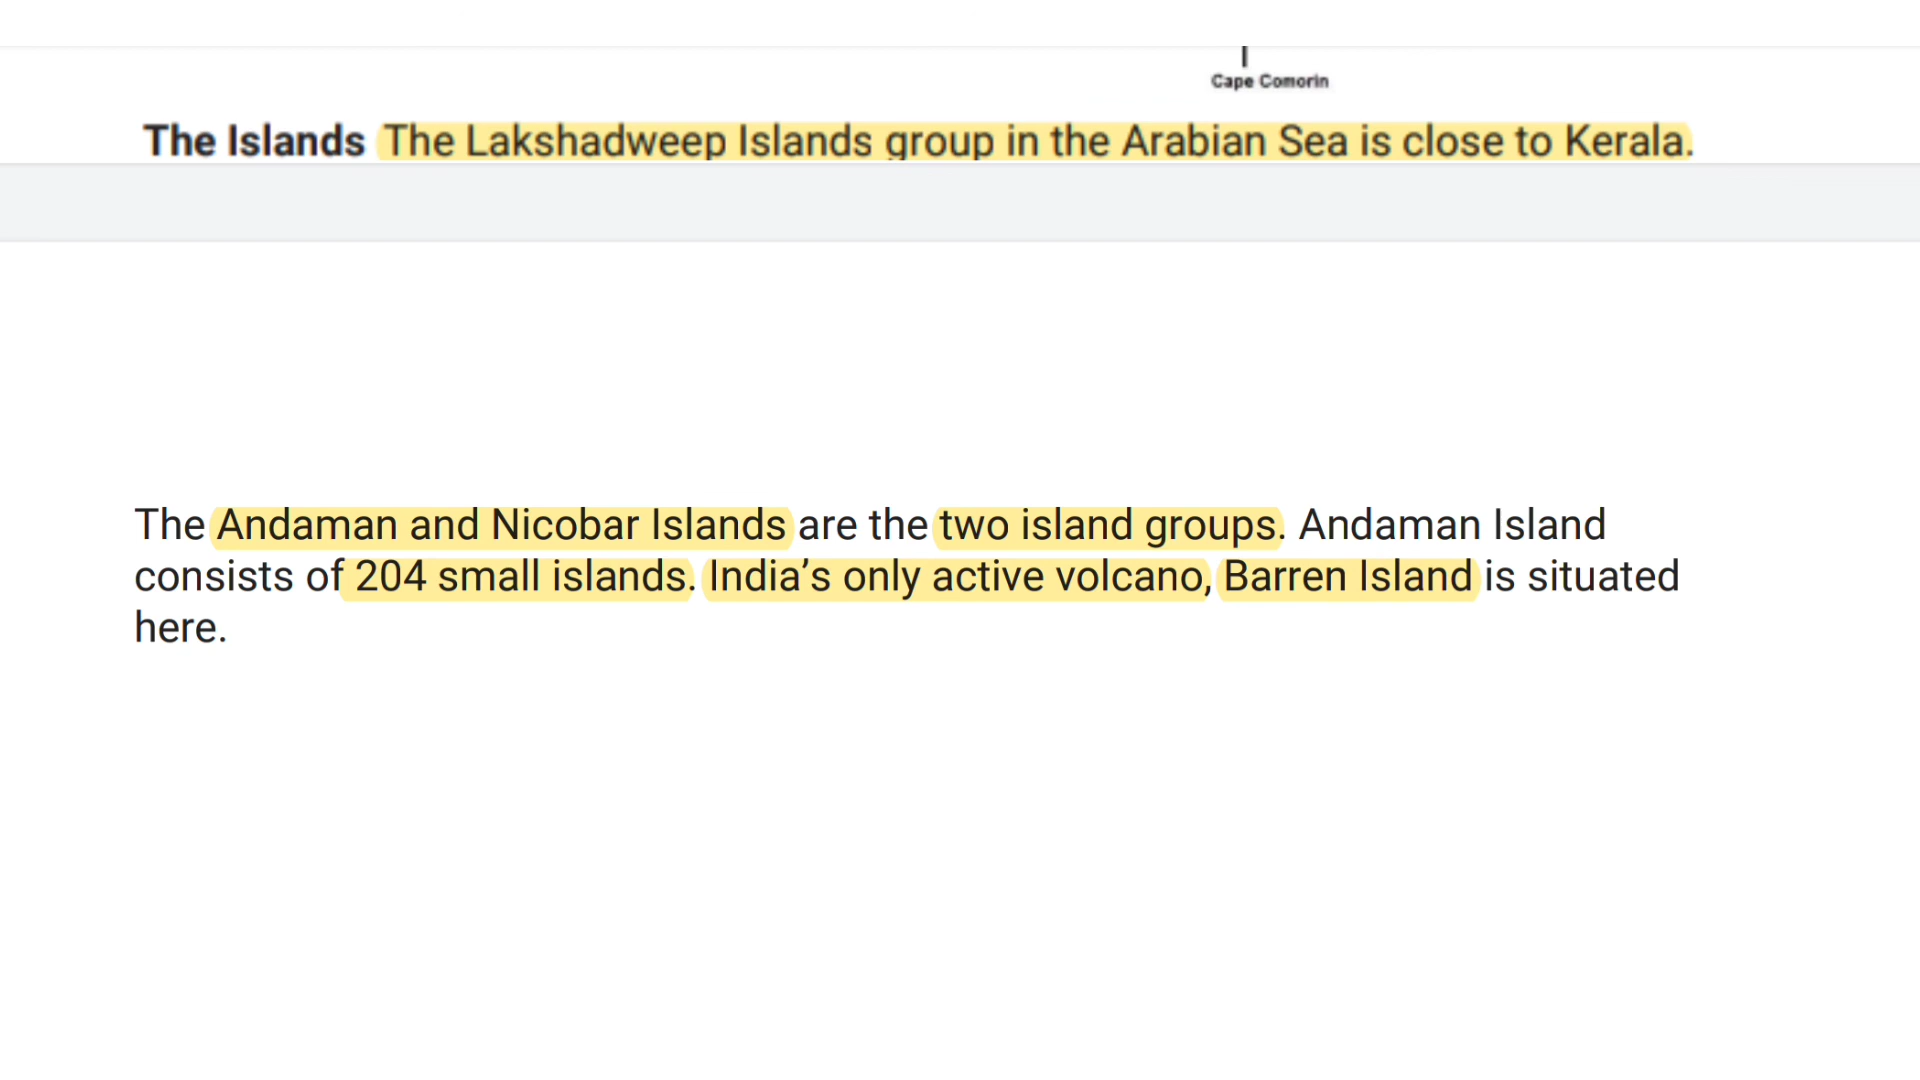 Cape Comorin
The Islands The Lakshadweep Islands group in the Arabian Sea is close to Kerala.
The Andaman and Nicobar Islands are the two island groups. Andaman Island
consists of 204 small islands. India’s only active volcano, Barren Island is situated
here.